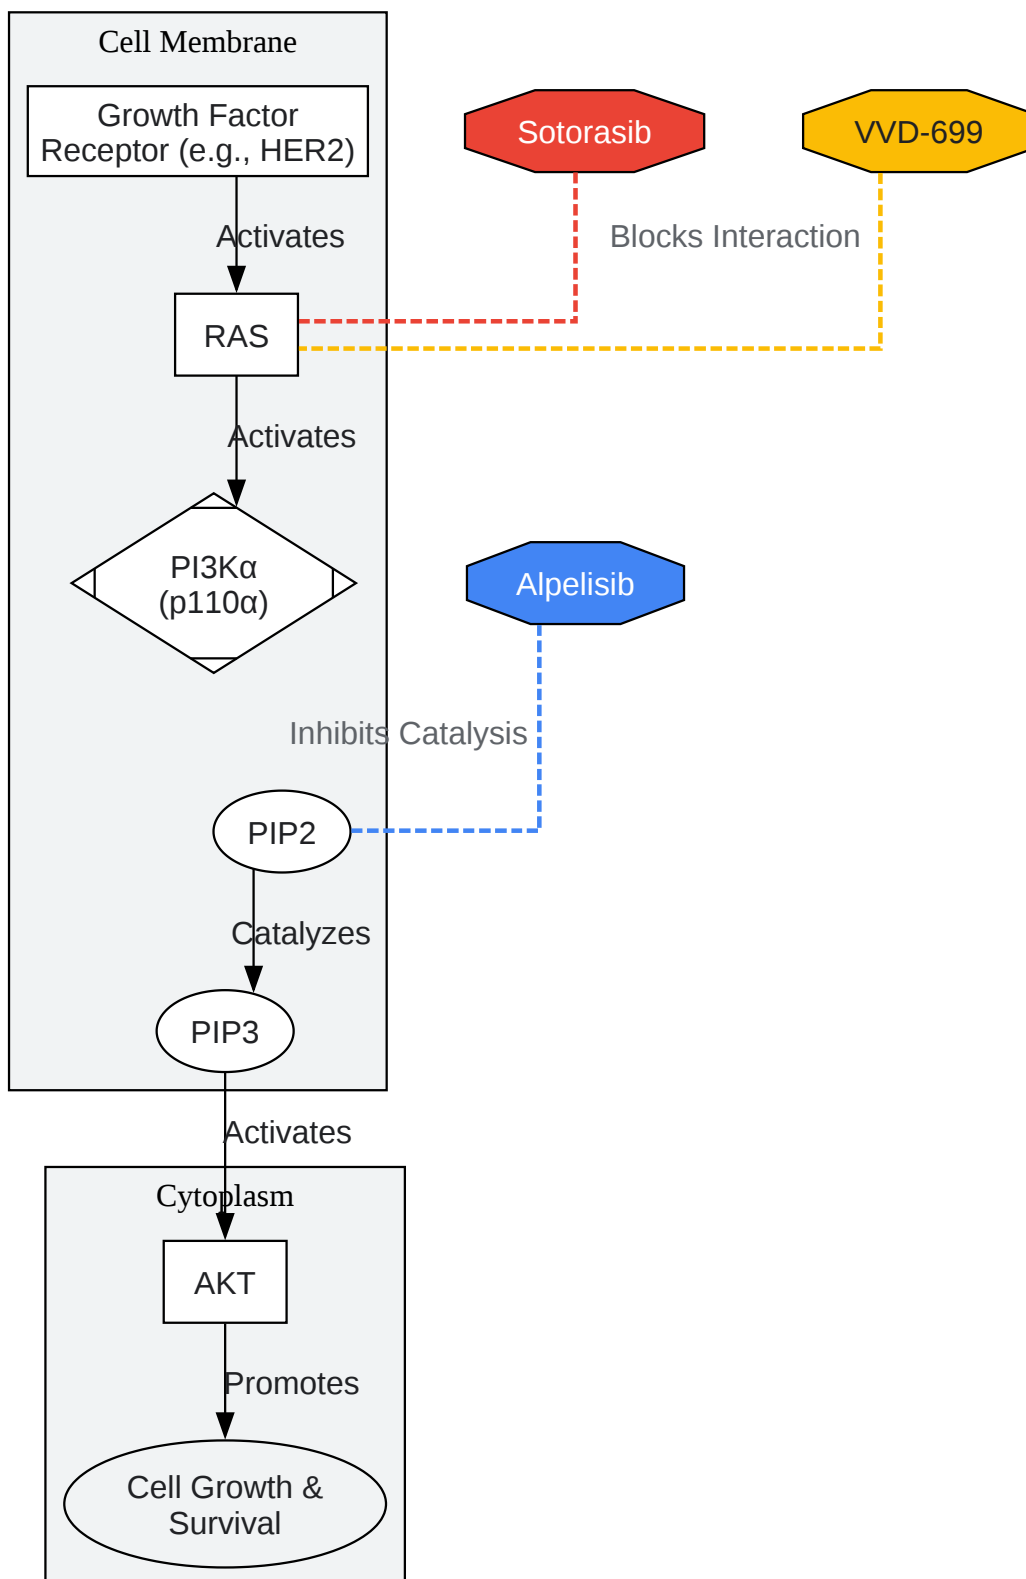 Cell Membrane
Growth Factor
Receptor (e.g., HER2)
Sotorasib
VVD-699
Activates
Blocks Interaction
RAS
Activates
PI3Kα
(p110α)
Alpelisib
Inhibits Catalysis
PIP2
Catalyzes
PIP3
Activates
Cytoplasm
AKT
Promotes
Cell Growth &
Survival